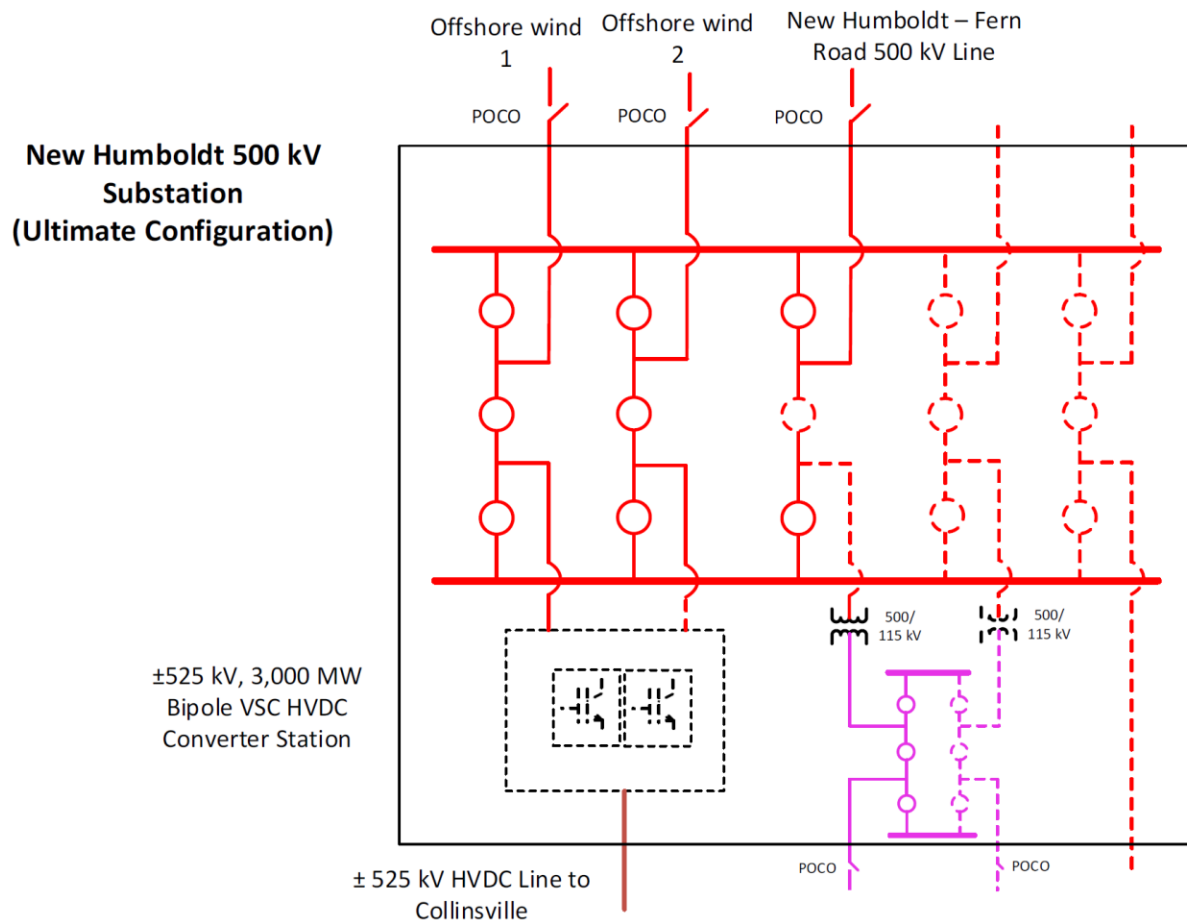 Offshore wind
1
Offshore wind
2
New Humboldt – Fern
Road 500 kV Line
POCO
POCO
POCO
New Humboldt 500 kV
Substation
(Ultimate Configuration)
500/
115 kV
500/
115 kV
±525 kV, 3,000 MW
Bipole VSC HVDC
Converter Station
POCO
POCO
± 525 kV HVDC Line to
Collinsville